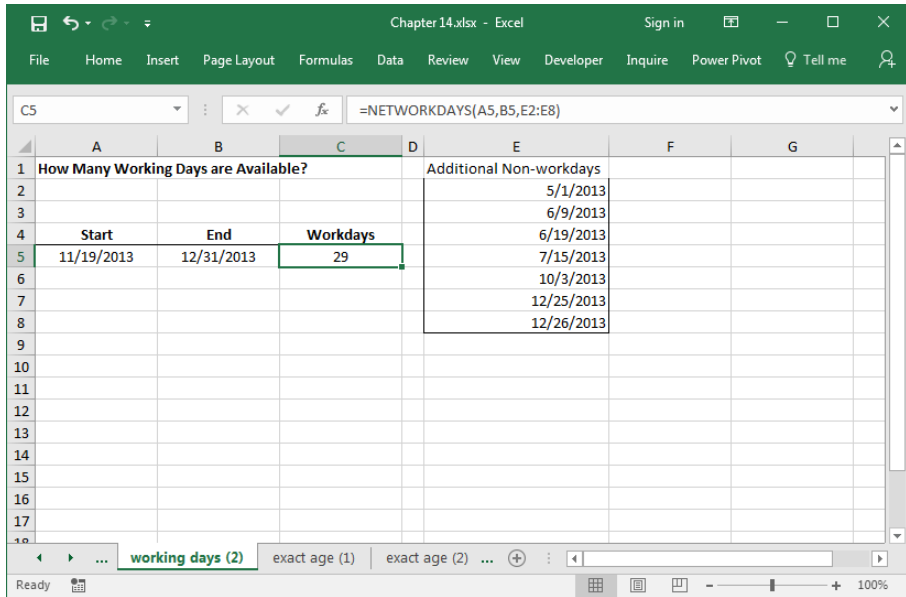 Chapter 14.xlsx - Excel Sign in
File Home Insert Page Layout Formulas Data Review View Developer Inquire Power Pivot Tell me
C5 fx =NETWORKDAYS(A5,B5,E2:E8)
A B C D E F G
1 How Many Working Days are Available? Additional Non-workdays
2 5/1/2013
3 6/9/2013
4 Start End Workdays 6/19/2013
5 11/19/2013 12/31/2013 29 7/15/2013
6 10/3/2013
7 12/25/2013
8 12/26/2013
9
10
11
12
13
14
15
16
17
18
... working days (2) exact age (1) exact age (2) ...
Ready 100%